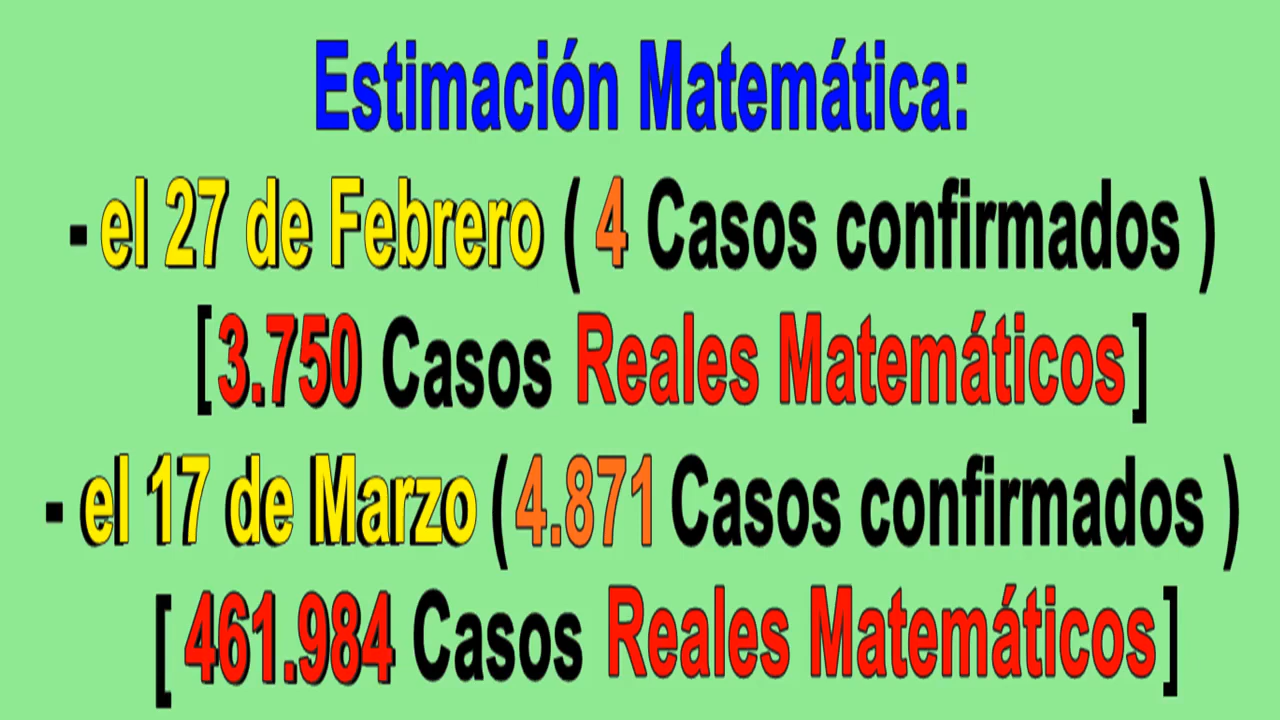 Estimación Matemática:
- el 27 de Febrero ( 4 Casos confirmados )
[3.750 Casos Reales Matemáticos]
- el 17 de Marzo (4.871 Casos confirmados )
[ 461.984 Casos Reales Matemáticos]